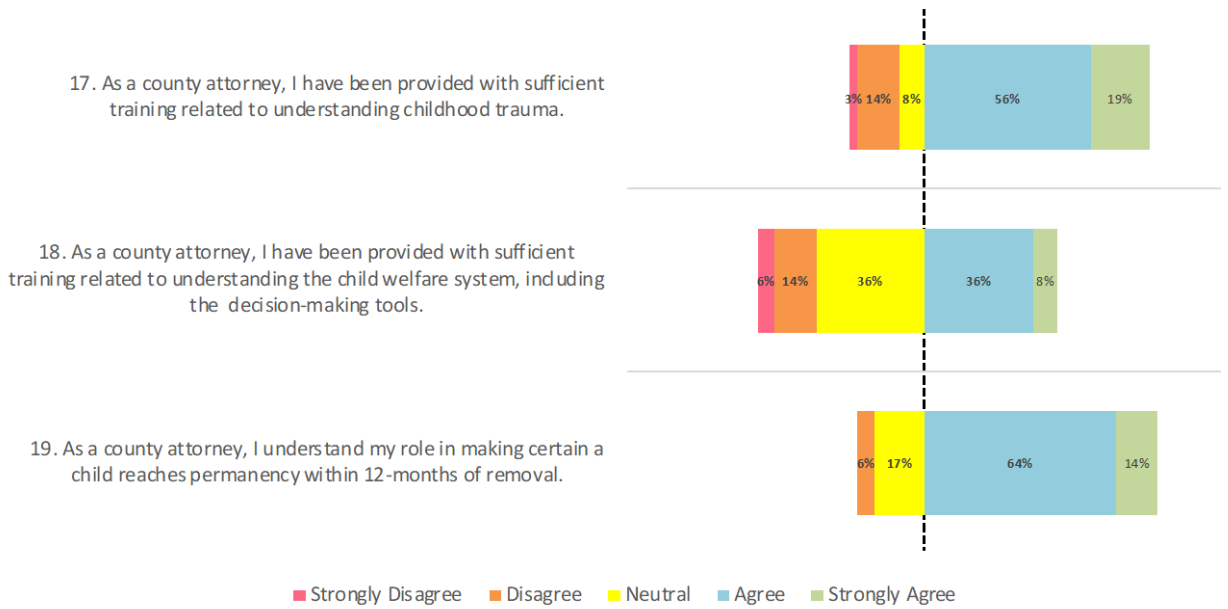 17. As a county attorney, I have been provided with sufficient
training related to understanding childhood trauma.
3% 14% 8% 56% 19%
18. As a county attorney, I have been provided with sufficient
training related to understanding the child welfare system, including
the decision-making tools.
6% 14% 36% 36% 8%
19. As a county attorney, I understand my role in making certain a
child reaches permanency within 12-months of removal.
6% 17% 64% 14%
Strongly Disagree Disagree Neutral Agree Strongly Agree